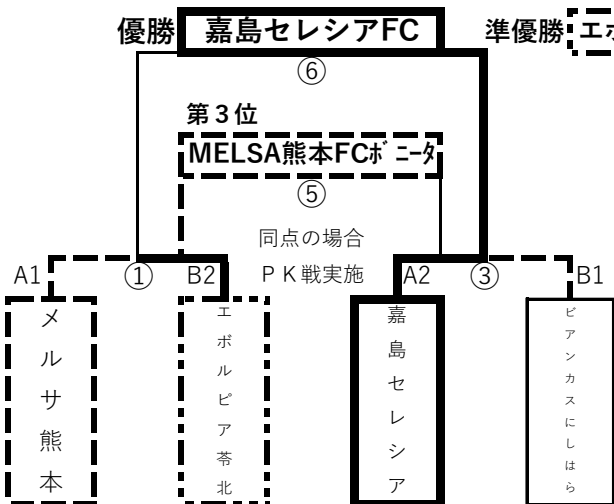 優勝 嘉島セレシアFC 準優勝 エボ
⑥
第3位
MELSA熊本FCボニータ
⑤
同点の場合
PK戦実施
A1 ① B2 A2 ③ B1
メルサ熊本
エボルピア苓北
嘉島セレシア
ビアンカスにしはら